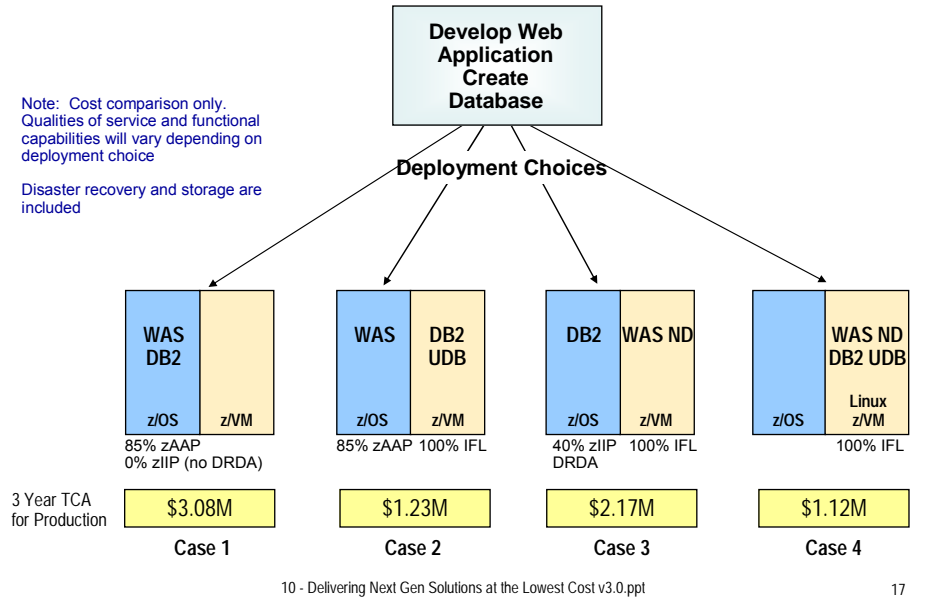 Develop Web
Application
Create
Database
Note: Cost comparison only.
Qualities of service and functional
capabilities will vary depending on
deployment choice
Disaster recovery and storage are
included
Deployment Choices
WAS
DB2
z/OS
z/VM
85% zAAP
0% zIIP (no DRDA)
WAS
DB2
UDB
z/OS
z/VM
85% zAAP
100% IFL
DB2
WAS ND
z/OS
z/VM
40% zIIP
DRDA
100% IFL
WAS ND
DB2 UDB
Linux
z/OS
z/VM
100% IFL
3 Year TCA
for Production
$3.08M
$1.23M
$2.17M
$1.12M
Case 1
Case 2
Case 3
Case 4
10 - Delivering Next Gen Solutions at the Lowest Cost v3.0.ppt
17